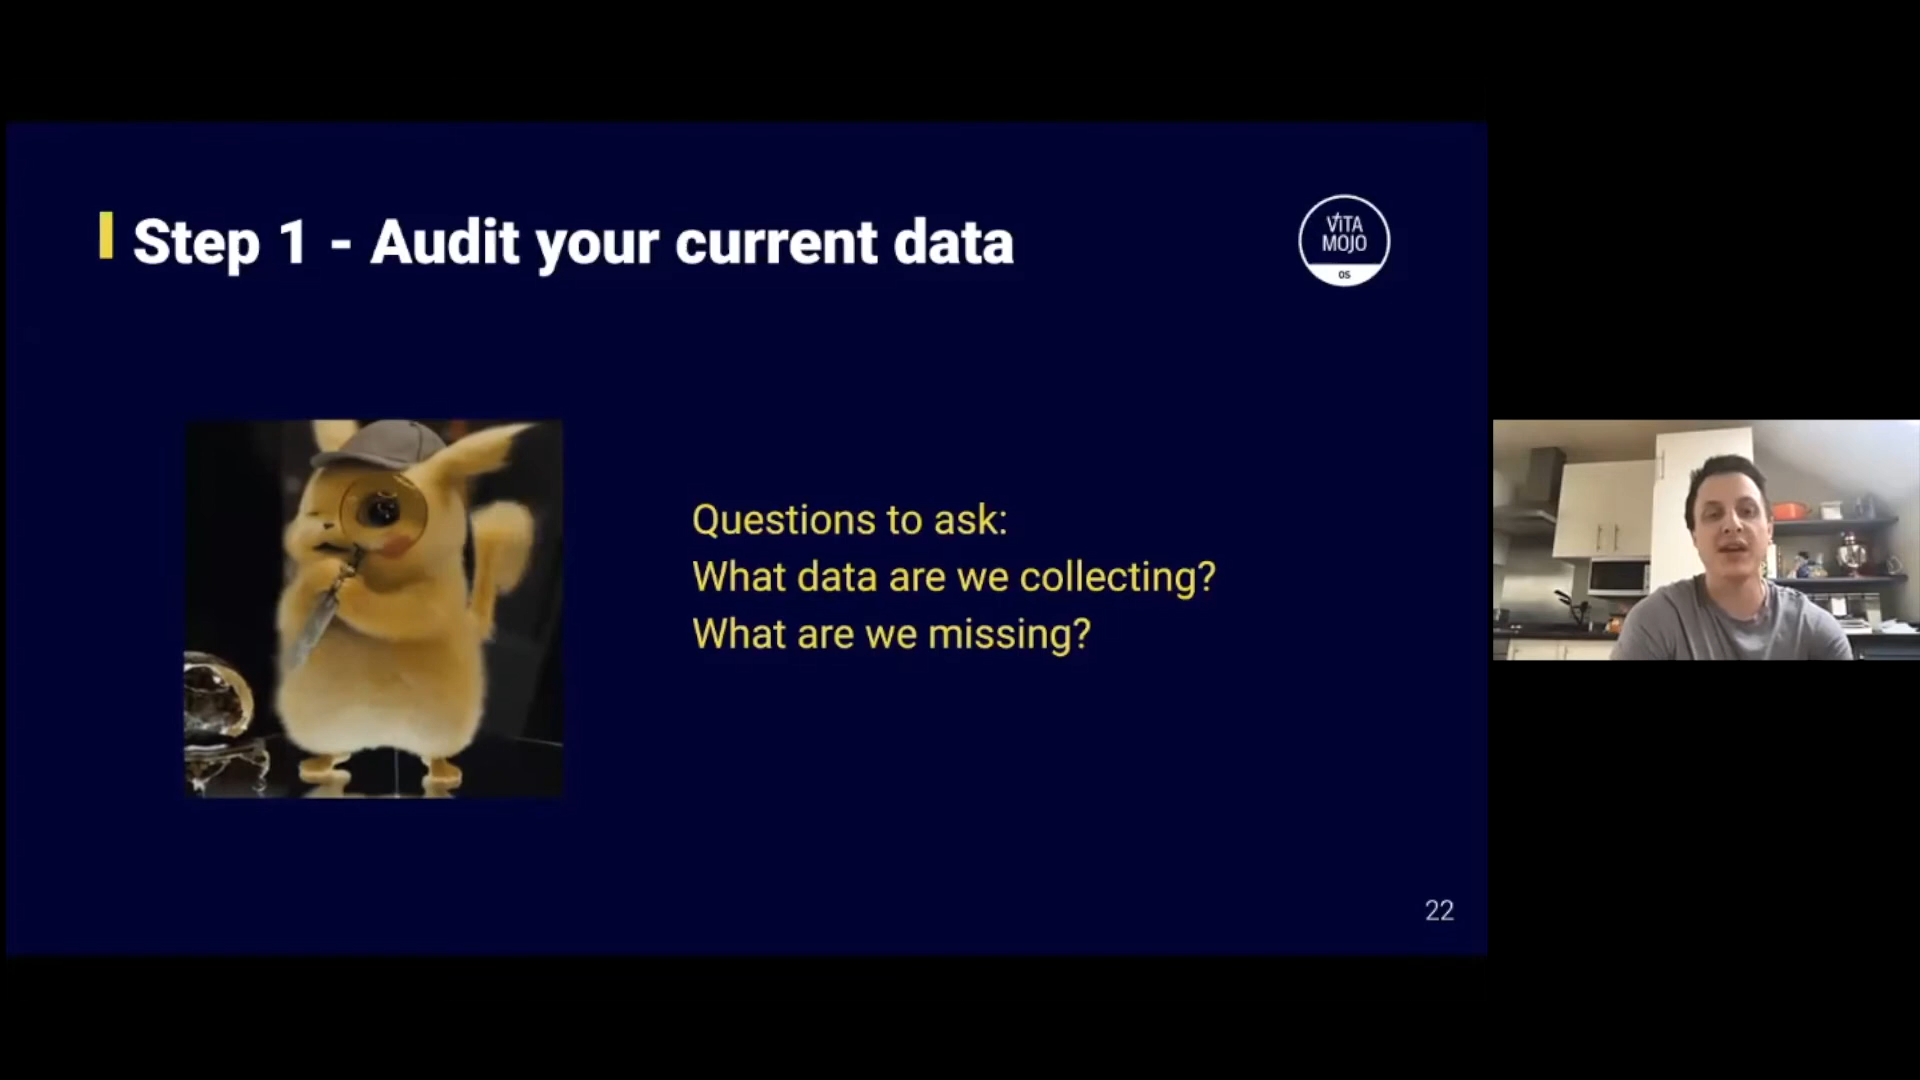 Step 1 - Audit your current data
VITA
MOJO
OS
Questions to ask:
What data are we collecting?
What are we missing?
22